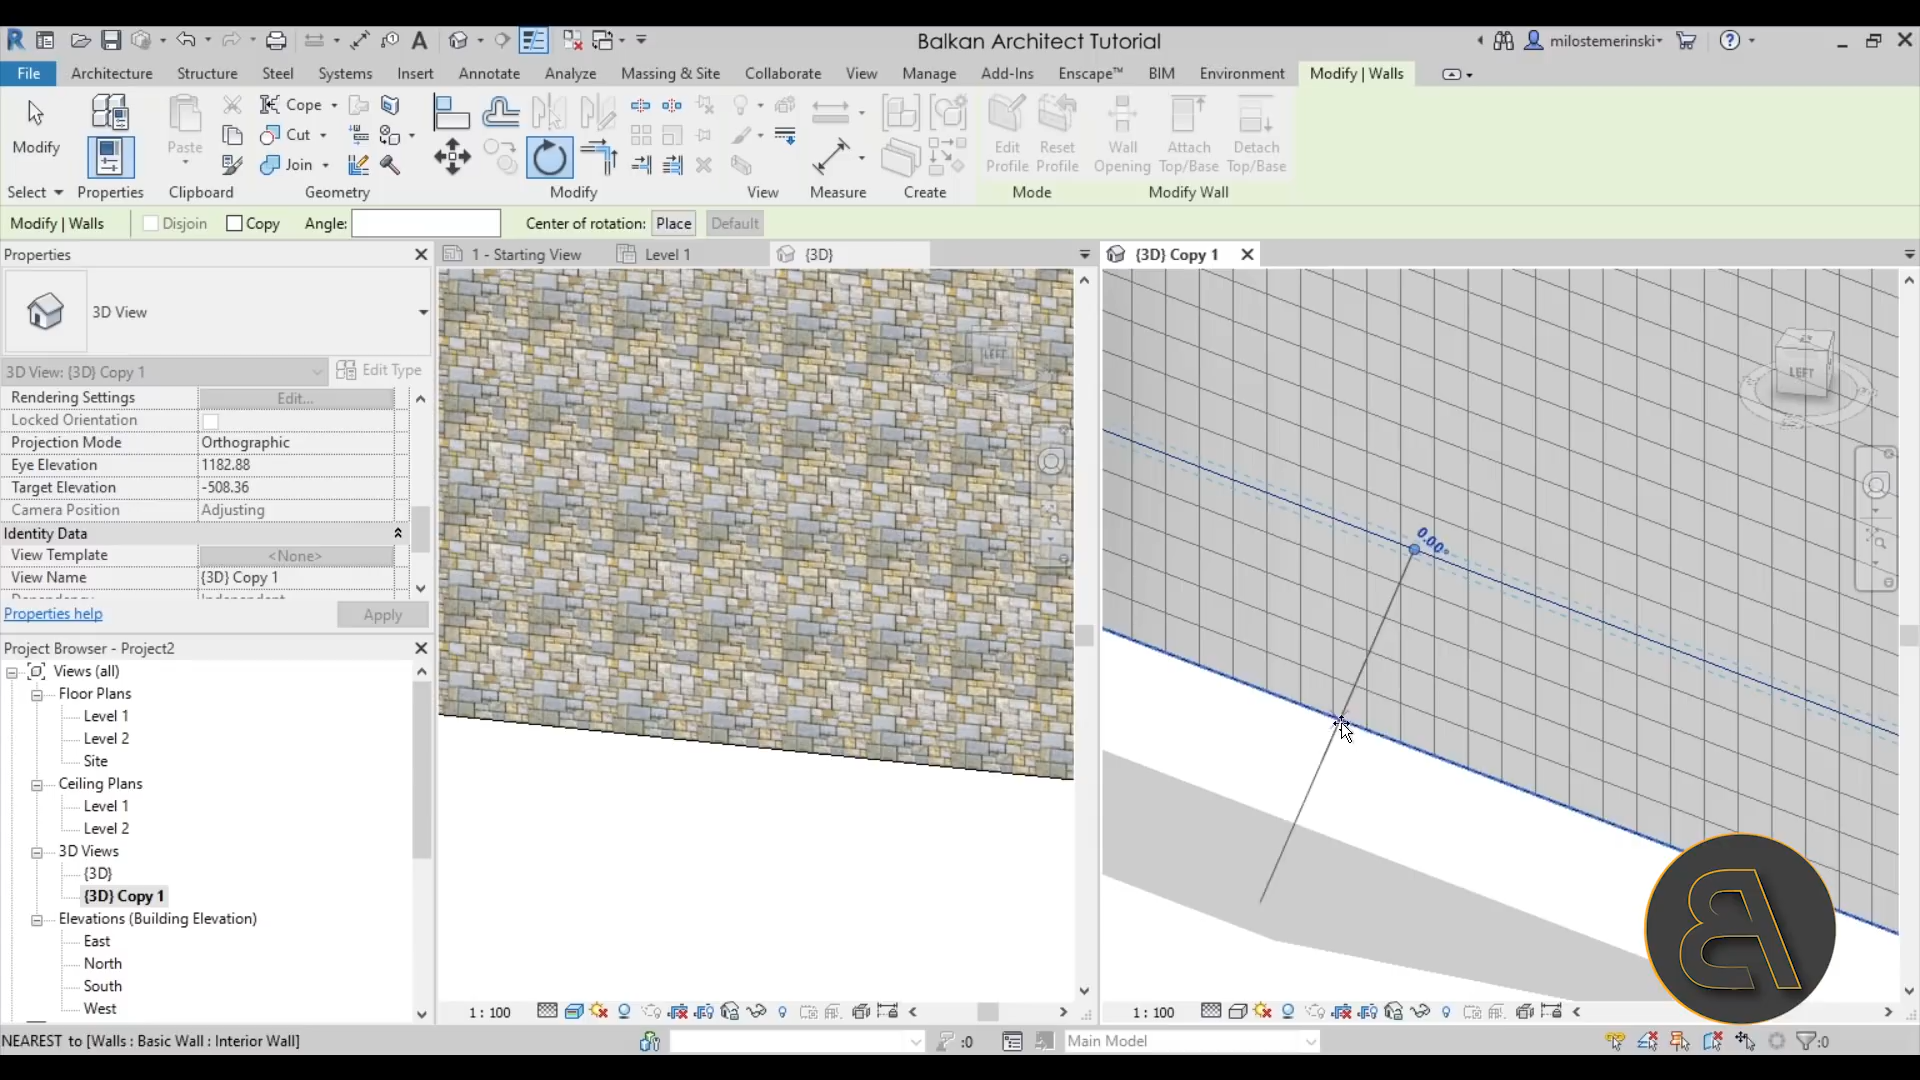 Balkan Architect Tutorial
milostemerinski
File Architecture Structure Steel Systems Insert Annotate Analyze Massing & Site Collaborate View Manage Add-Ins Enscape™ BIM Environment Modify | Walls
Modify
Paste
Cope
Cut
Join
Edit Profile
Reset Profile
Wall Opening
Attach Top/Base
Detach Top/Base
Select Properties Clipboard Geometry Modify View Measure Create Mode Modify Wall
Modify | Walls Disjoin Copy Angle: Center of rotation: Place Default
Properties
1 - Starting View Level 1 {3D} {3D} Copy 1
3D View
3D View: {3D} Copy 1 Edit Type
Rendering Settings Edit...
Locked Orientation
Projection Mode Orthographic
Eye Elevation 1182.88
Target Elevation -508.36
Camera Position Adjusting
Identity Data
View Template <None>
View Name {3D} Copy 1
Properties help Apply
LEFT
LEFT
0.00°
Project Browser - Project2
Views (all)
Floor Plans
Level 1
Level 2
Site
Ceiling Plans
Level 1
Level 2
3D Views
{3D}
{3D} Copy 1
Elevations (Building Elevation)
East
North
South
West
1 : 100
1 : 100
NEAREST to [Walls : Basic Wall : Interior Wall] :0 Main Model :0